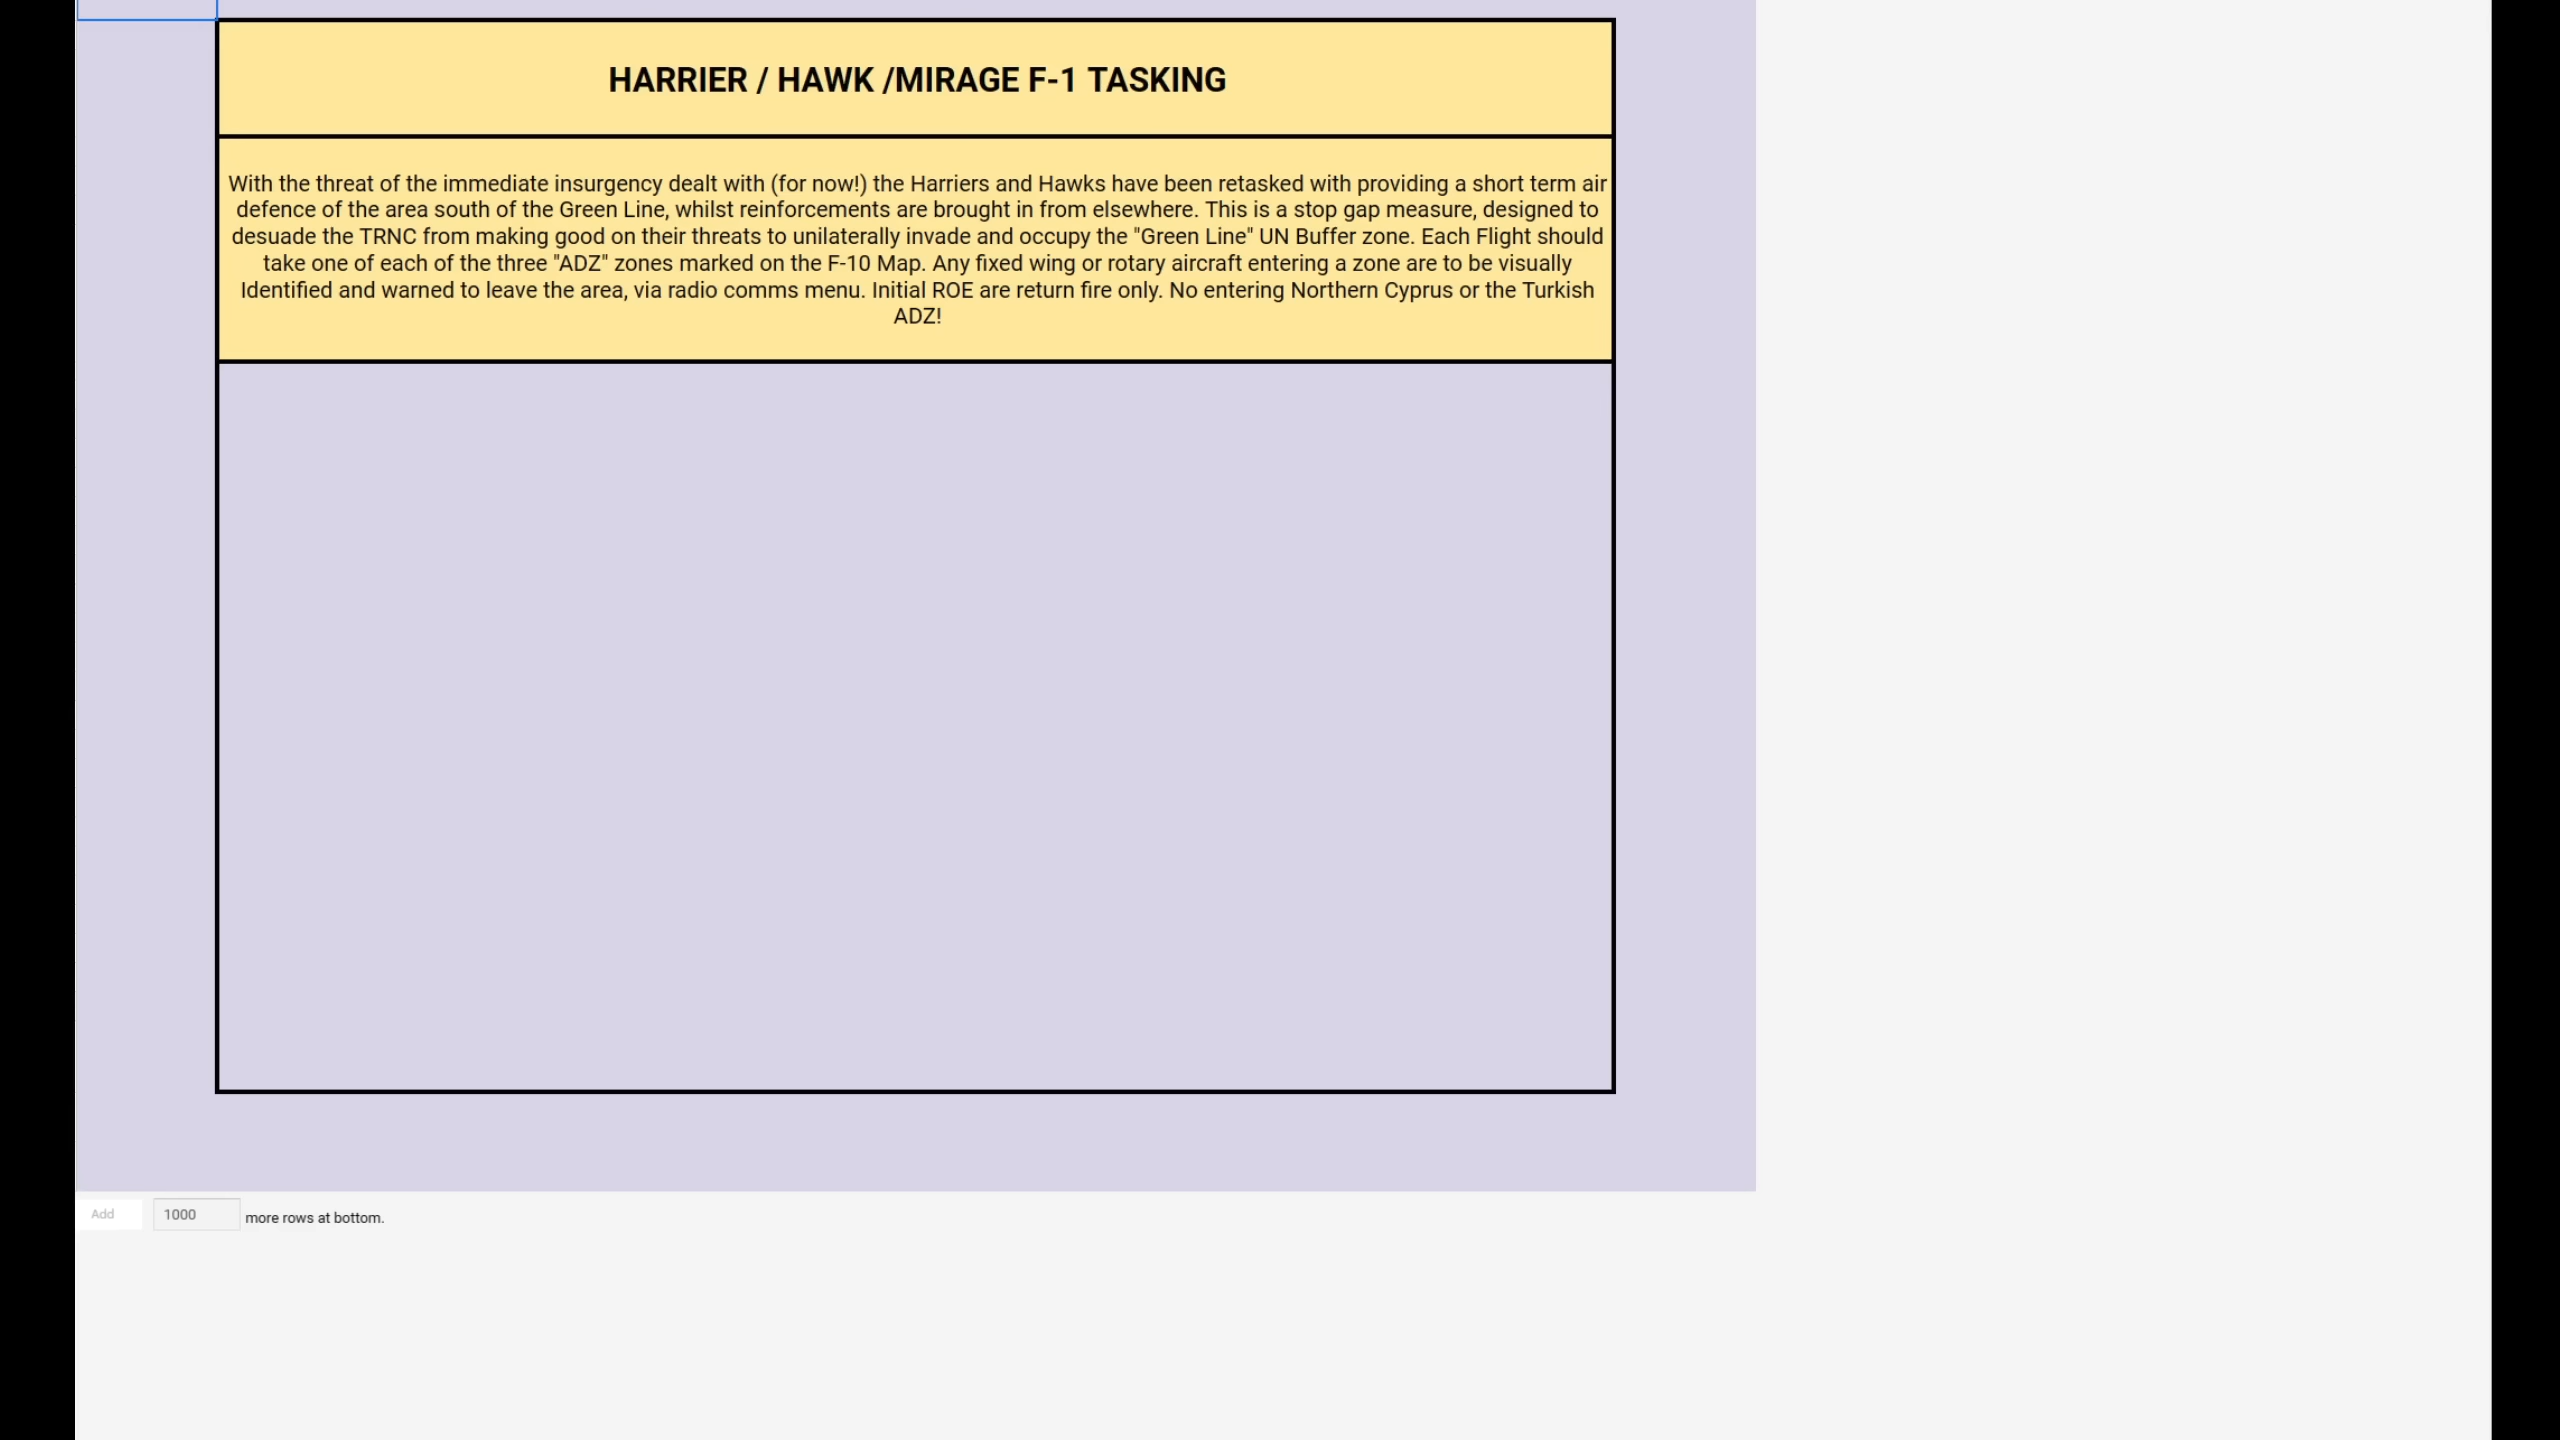 HARRIER / HAWK /MIRAGE F-1 TASKING
With the threat of the immediate insurgency dealt with (for now!) the Harriers and Hawks have been retasked with providing a short term air
defence of the area south of the Green Line, whilst reinforcements are brought in from elsewhere. This is a stop gap measure, designed to
desuade the TRNC from making good on their threats to unilaterally invade and occupy the "Green Line" UN Buffer zone. Each Flight should
take one of each of the three "ADZ" zones marked on the F-10 Map. Any fixed wing or rotary aircraft entering a zone are to be visually
Identified and warned to leave the area, via radio comms menu. Initial ROE are return fire only. No entering Northern Cyprus or the Turkish
ADZ!
Add 1000 more rows at bottom.